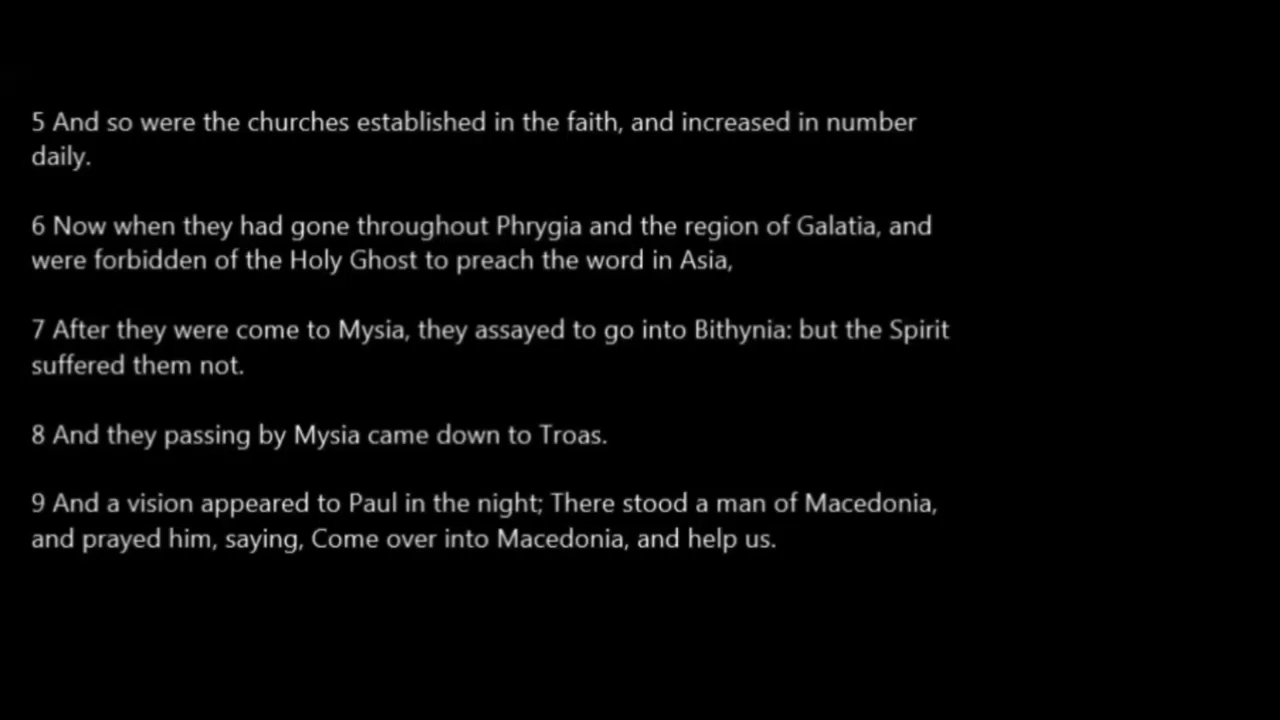 5 And so were the churches established in the faith, and increased in number
daily.
6 Now when they had gone throughout Phrygia and the region of Galatia, and
were forbidden of the Holy Ghost to preach the word in Asia,
7 After they were come to Mysia, they assayed to go into Bithynia: but the Spirit
suffered them not.
8 And they passing by Mysia came down to Troas.
9 And a vision appeared to Paul in the night; There stood a man of Macedonia,
and prayed him, saying, Come over into Macedonia, and help us.